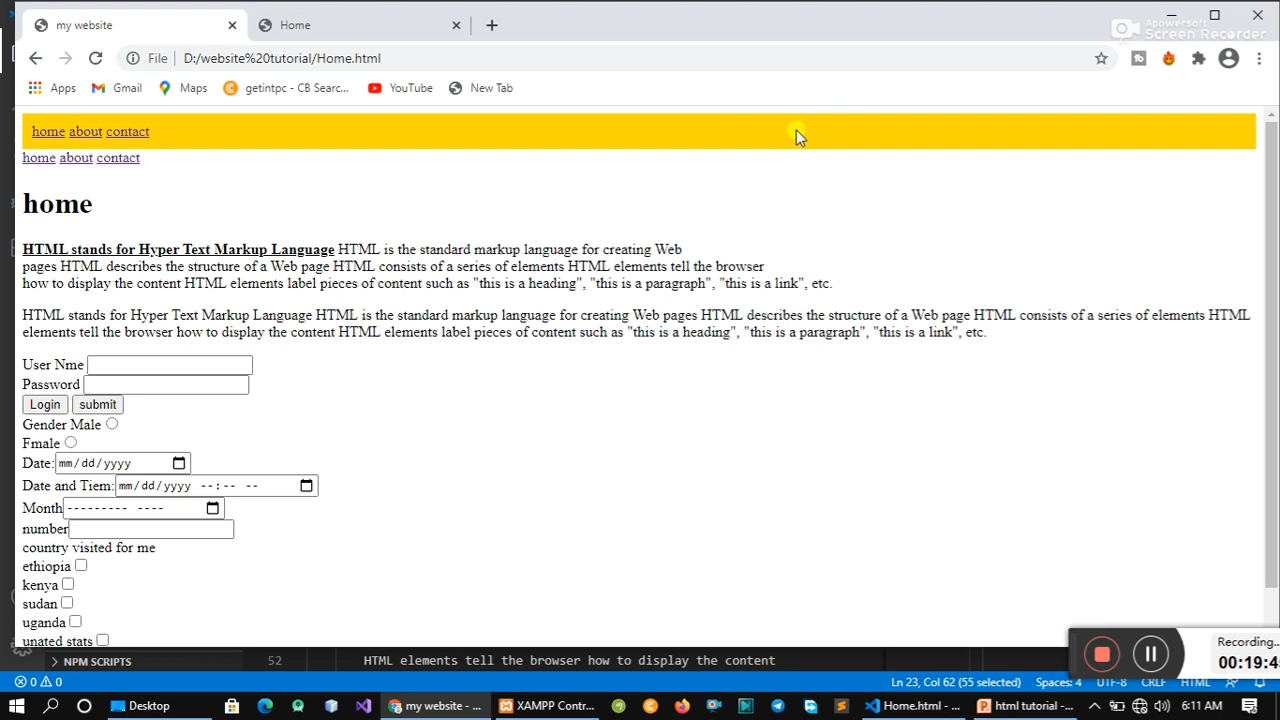 my website
Home
Apowersoft
Screen Recorder
File
D:/website%20tutorial/Home.html
Apps
Gmail
Maps
getintpc - CB Searc...
YouTube
New Tab
home about contact
home about contact
home
HTML stands for Hyper Text Markup Language HTML is the standard markup language for creating Web
pages HTML describes the structure of a Web page HTML consists of a series of elements HTML elements tell the browser
how to display the content HTML elements label pieces of content such as "this is a heading", "this is a paragraph", "this is a link", etc.
HTML stands for Hyper Text Markup Language HTML is the standard markup language for creating Web pages HTML describes the structure of a Web page HTML consists of a series of elements HTML
elements tell the browser how to display the content HTML elements label pieces of content such as "this is a heading", "this is a paragraph", "this is a link", etc.
User Nme
Password
Login submit
Gender Male
Fmale
Date: mm/dd/yyyy
Date and Tiem: mm/dd/yyyy --:-- --
Month --------- ----
number
country visited for me
ethiopia
kenya
sudan
uganda
unated stats
Recording...
00:19:4
NPM SCRIPTS
52 HTML elements tell the browser how to display the content
0 0
Ln 23, Col 62 (55 selected)
Spaces: 4
UTF-8
CRLF
HTML
Desktop
my website - ...
XAMPP Contr...
Home.html - ...
html tutorial - ...
6:11 AM